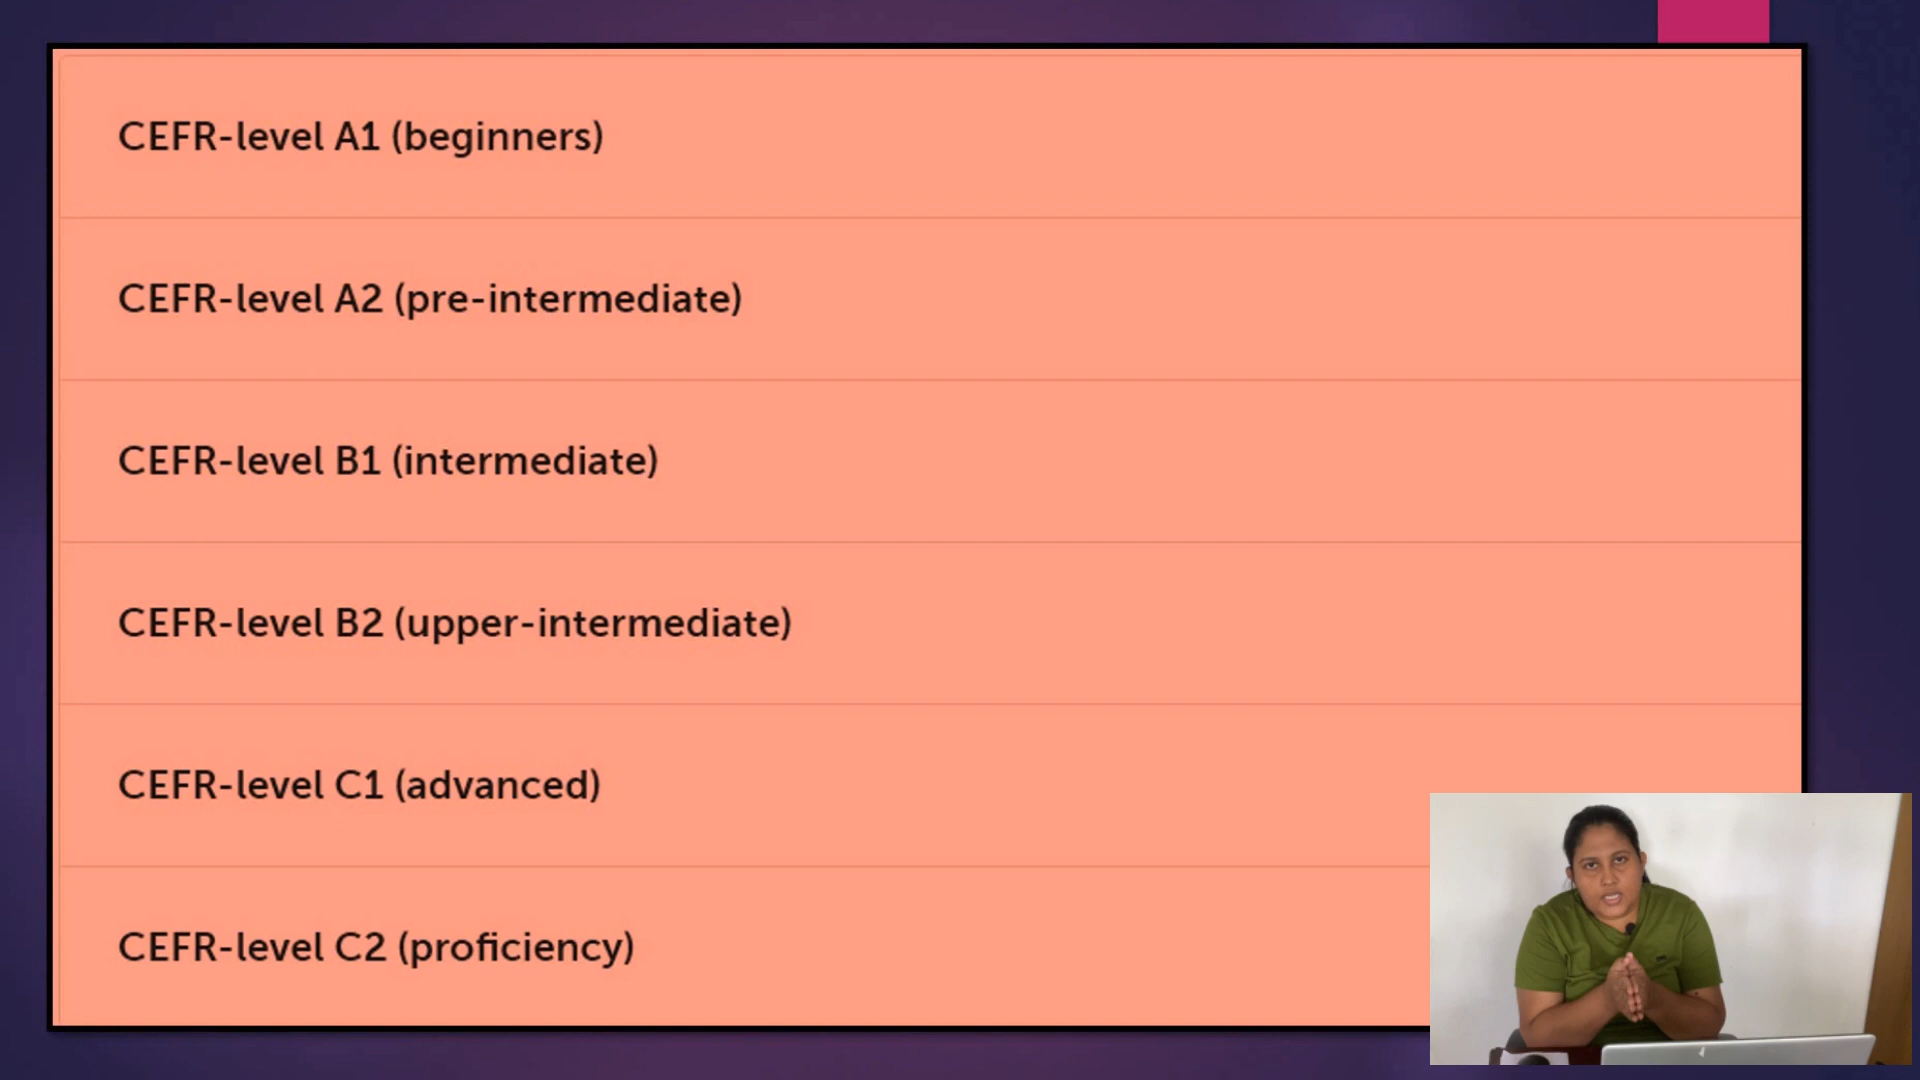 CEFR-level A1 (beginners)
CEFR-level A2 (pre-intermediate)
CEFR-level B1 (intermediate)
CEFR-level B2 (upper-intermediate)
CEFR-level C1 (advanced)
CEFR-level C2 (proficiency)